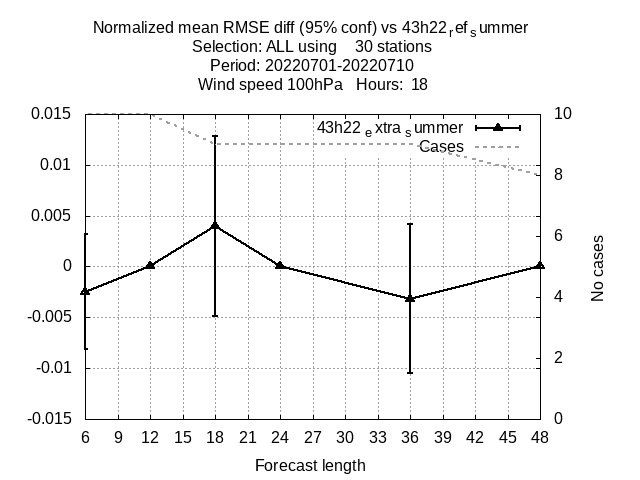 Normalized mean RMSE diff (95% conf) vs 43h22refsummer
Selection: ALL using 30 stations
Period: 20220701-20220710
Wind speed 100hPa Hours: 18
43h22extrasummer
Cases
0.015
0.01
0.005
0
-0.005
-0.01
-0.015
10
8
6
4
2
0
No cases
6 9 12 15 18 21 24 27 30 33 36 39 42 45 48
Forecast length